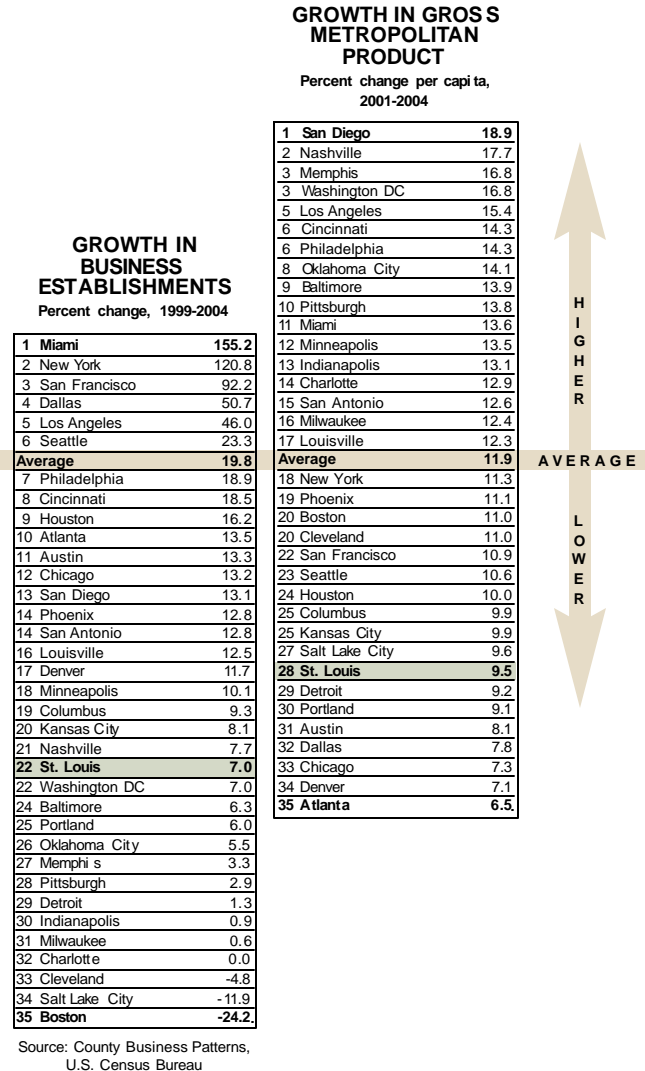 GROWTH IN GROSS
METROPOLITAN
PRODUCT
Percent change per capita,
2001-2004
1 San Diego 18.9
2 Nashville 17.7
3 Memphis 16.8
3 Washington DC 16.8
5 Los Angeles 15.4
6 Cincinnati 14.3
6 Philadelphia 14.3
8 Oklahoma City 14.1
9 Baltimore 13.9
10 Pittsburgh 13.8
11 Miami 13.6
12 Minneapolis 13.5
13 Indianapolis 13.1
14 Charlotte 12.9
15 San Antonio 12.6
16 Milwaukee 12.4
17 Louisville 12.3
Average 11.9
18 New York 11.3
19 Phoenix 11.1
20 Boston 11.0
20 Cleveland 11.0
22 San Francisco 10.9
23 Seattle 10.6
24 Houston 10.0
25 Columbus 9.9
25 Kansas City 9.9
27 Salt Lake City 9.6
28 St. Louis 9.5
29 Detroit 9.2
30 Portland 9.1
31 Austin 8.1
32 Dallas 7.8
33 Chicago 7.3
34 Denver 7.1
35 Atlanta 6.5
GROWTH IN
BUSINESS
ESTABLISHMENTS
Percent change, 1999-2004
1 Miami 155.2
2 New York 120.8
3 San Francisco 92.2
4 Dallas 50.7
5 Los Angeles 46.0
6 Seattle 23.3
Average 19.8
7 Philadelphia 18.9
8 Cincinnati 18.5
9 Houston 16.2
10 Atlanta 13.5
11 Austin 13.3
12 Chicago 13.2
13 San Diego 13.1
14 Phoenix 12.8
14 San Antonio 12.8
16 Louisville 12.5
17 Denver 11.7
18 Minneapolis 10.1
19 Columbus 9.3
20 Kansas City 8.1
21 Nashville 7.7
22 St. Louis 7.0
22 Washington DC 7.0
24 Baltimore 6.3
25 Portland 6.0
26 Oklahoma City 5.5
27 Memphis 3.3
28 Pittsburgh 2.9
29 Detroit 1.3
30 Indianapolis 0.9
31 Milwaukee 0.6
32 Charlotte 0.0
33 Cleveland -4.8
34 Salt Lake City -11.9
35 Boston -24.2
Source: County Business Patterns,
U.S. Census Bureau
HIGHER
AVERAGE
LOWER